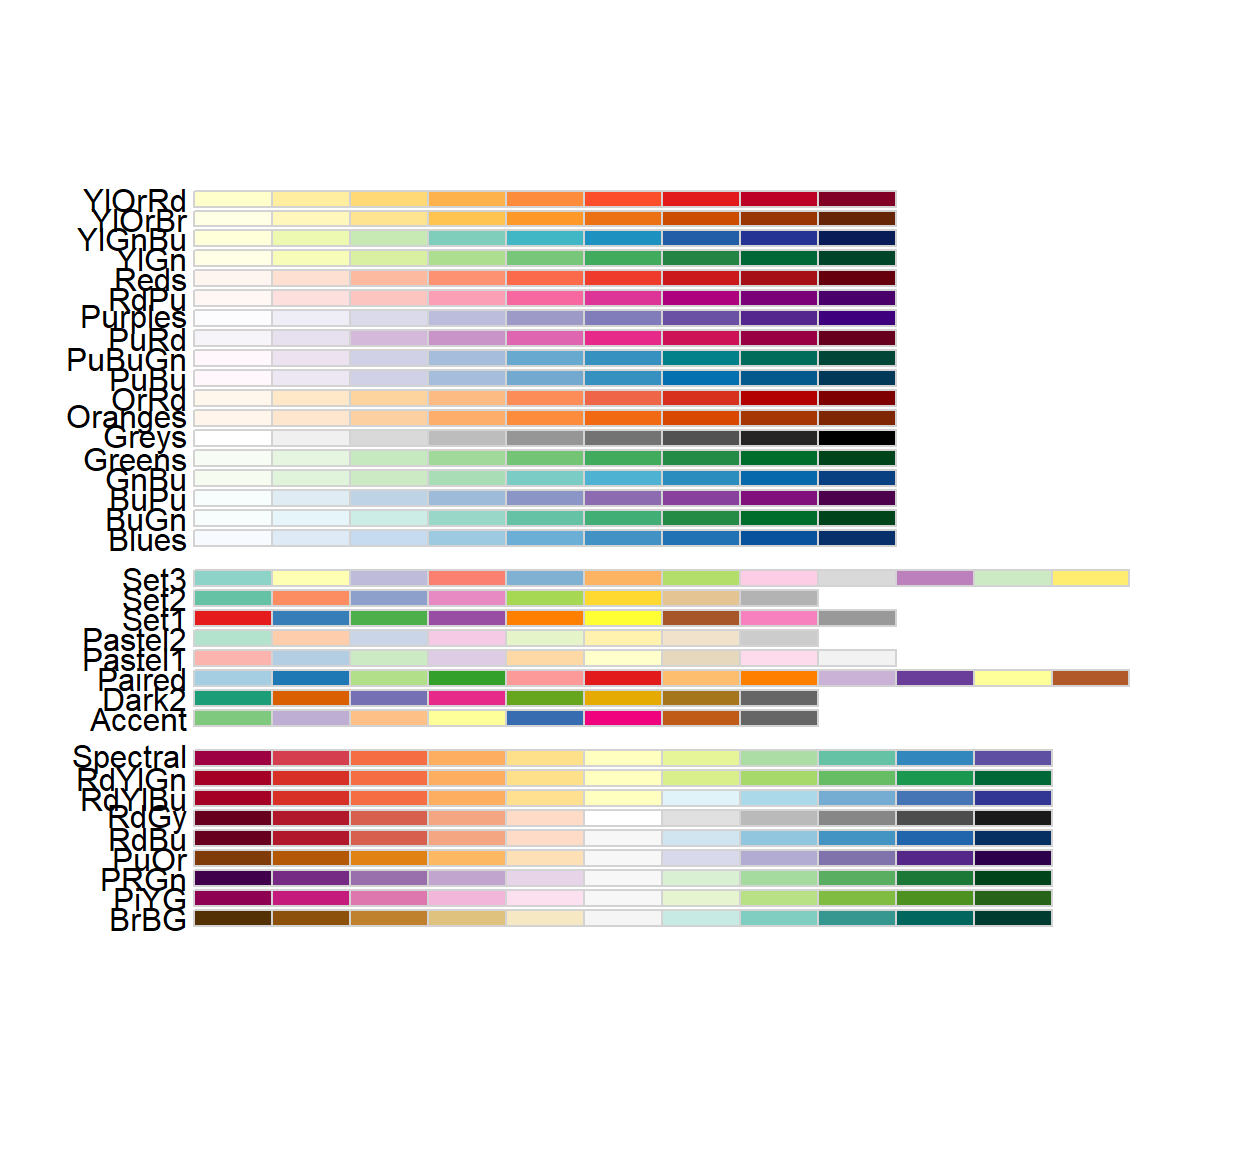 YlOrRd
YlOrBr
YlGnBu
YlGn
Reds
RdPu
Purples
PuRd
PuBuGn
PuBu
OrRd
Oranges
Greys
Greens
GnBu
BuPu
BuGn
Blues
Set3
Set2
Set1
Pastel2
Pastel1
Paired
Dark2
Accent
Spectral
RdYlGn
RdYlBu
RdGy
RdBu
PuOr
PRGn
PiYG
BrBG